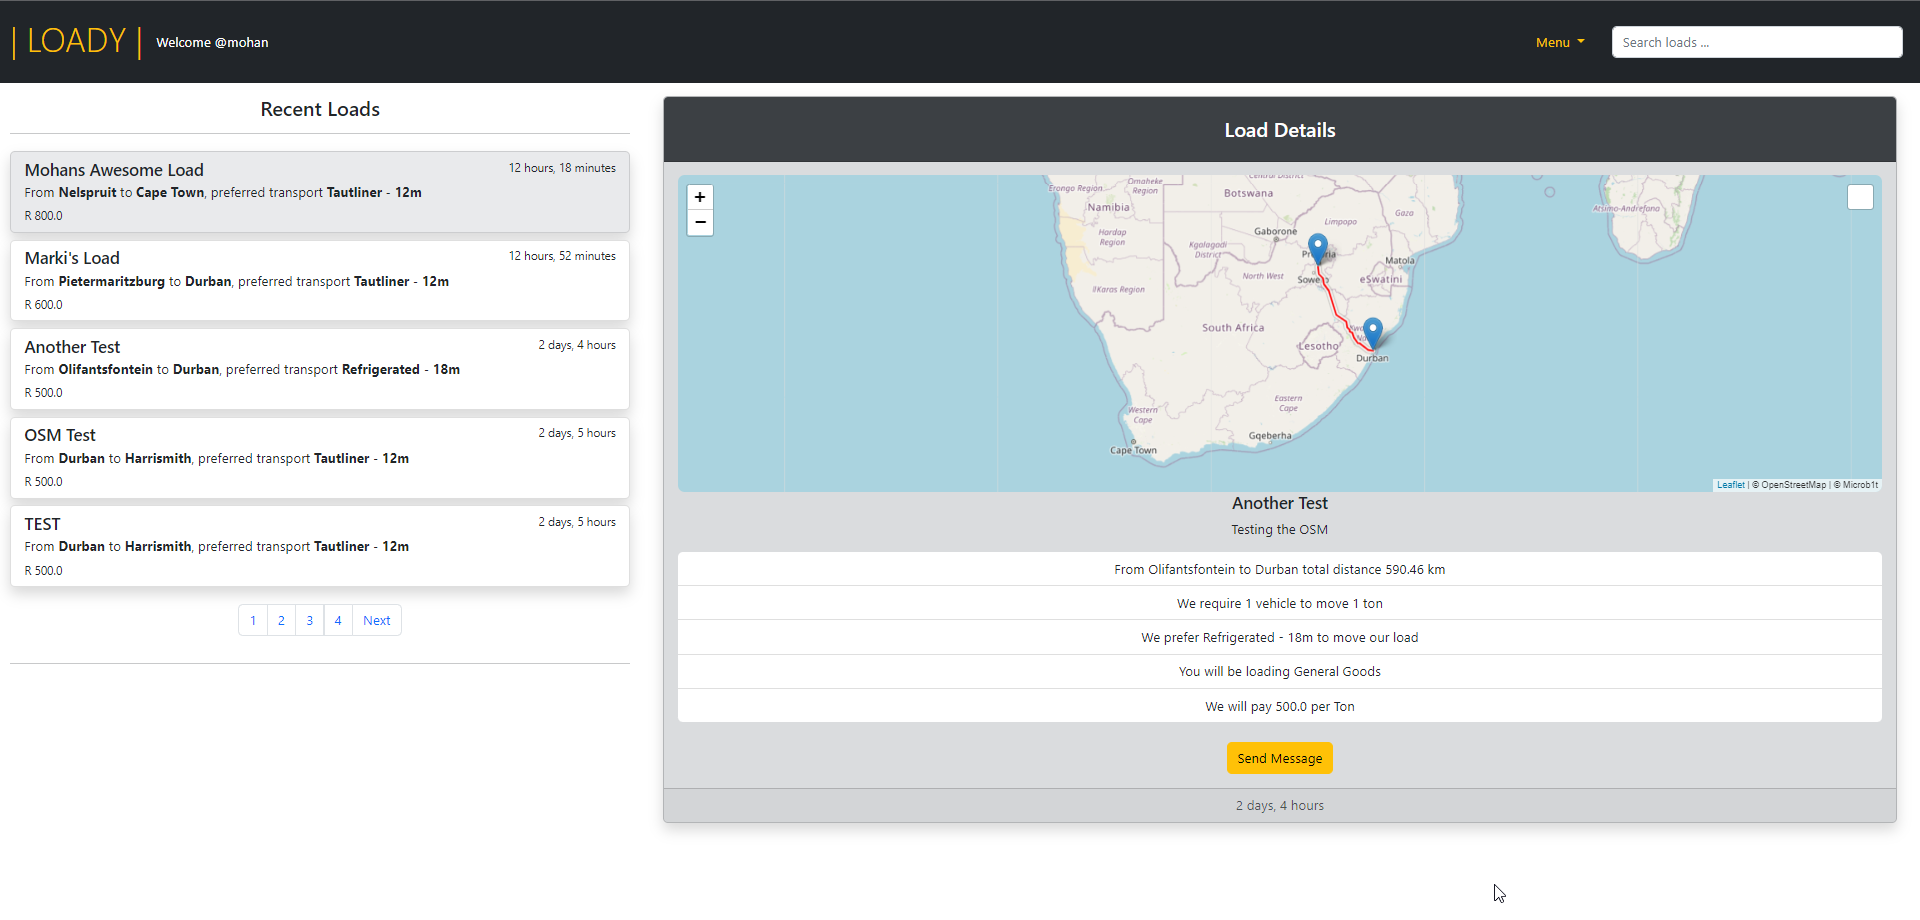 | LOADY |
Welcome @mohan
Menu
Search loads ...
Recent Loads
Mohans Awesome Load
12 hours, 18 minutes
From Nelspruit to Cape Town, preferred transport Tautliner - 12m
R 800.0
Marki's Load
12 hours, 52 minutes
From Pietermaritzburg to Durban, preferred transport Tautliner - 12m
R 600.0
Another Test
2 days, 4 hours
From Olifantsfontein to Durban, preferred transport Refrigerated - 18m
R 500.0
OSM Test
2 days, 5 hours
From Durban to Harrismith, preferred transport Tautliner - 12m
R 500.0
TEST
2 days, 5 hours
From Durban to Harrismith, preferred transport Tautliner - 12m
R 500.0
1 2 3 4 Next
Load Details
+
−
Central District
Erongo Region
Omaheke
Region
Botswana
Namibia
Limpopo
Gaza
Hardap
Region
Kgalagadi
District
Gaborone
Matola
North West
eSwatini
ǁKaras Region
South Africa
Lesotho
Durban
Eastern
Cape
Western
Cape
Gqeberha
Cape Town
Leaflet | © OpenStreetMap | © Microb1t
Another Test
Testing the OSM
From Olifantsfontein to Durban total distance 590.46 km
We require 1 vehicle to move 1 ton
We prefer Refrigerated - 18m to move our load
You will be loading General Goods
We will pay 500.0 per Ton
Send Message
2 days, 4 hours